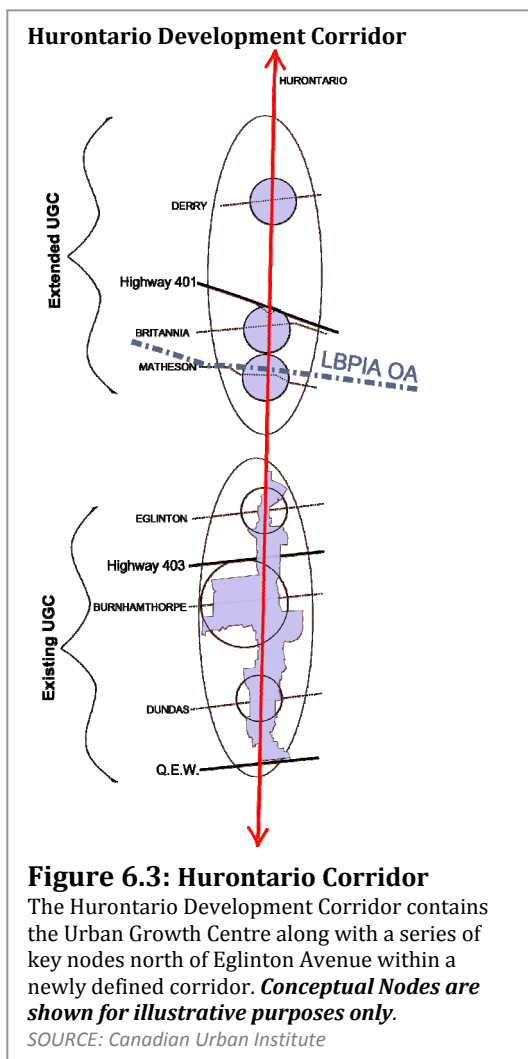 Hurontario Development Corridor
HURONTARIO
Extended UGC
DERRY
Highway 401
BRITANNIA
MATHESON
LBPIA OA
Existing UGC
EGLINTON
Highway 403
BURNHAMTHORPE
DUNDAS
Q.E.W.
Figure 6.3: Hurontario Corridor
The Hurontario Development Corridor contains
the Urban Growth Centre along with a series of
key nodes north of Eglinton Avenue within a
newly defined corridor. Conceptual Nodes are
shown for illustrative purposes only.
SOURCE: Canadian Urban Institute